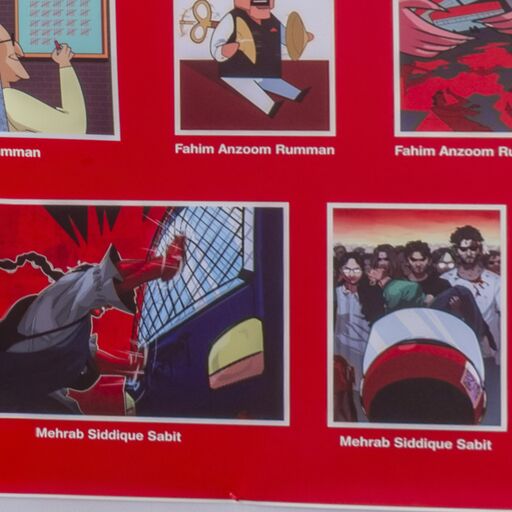 mman
Fahim Anzoom Rumman
Fahim Anzoom Ru
Mehrab Siddique Sabit
Mehrab Siddique Sabit